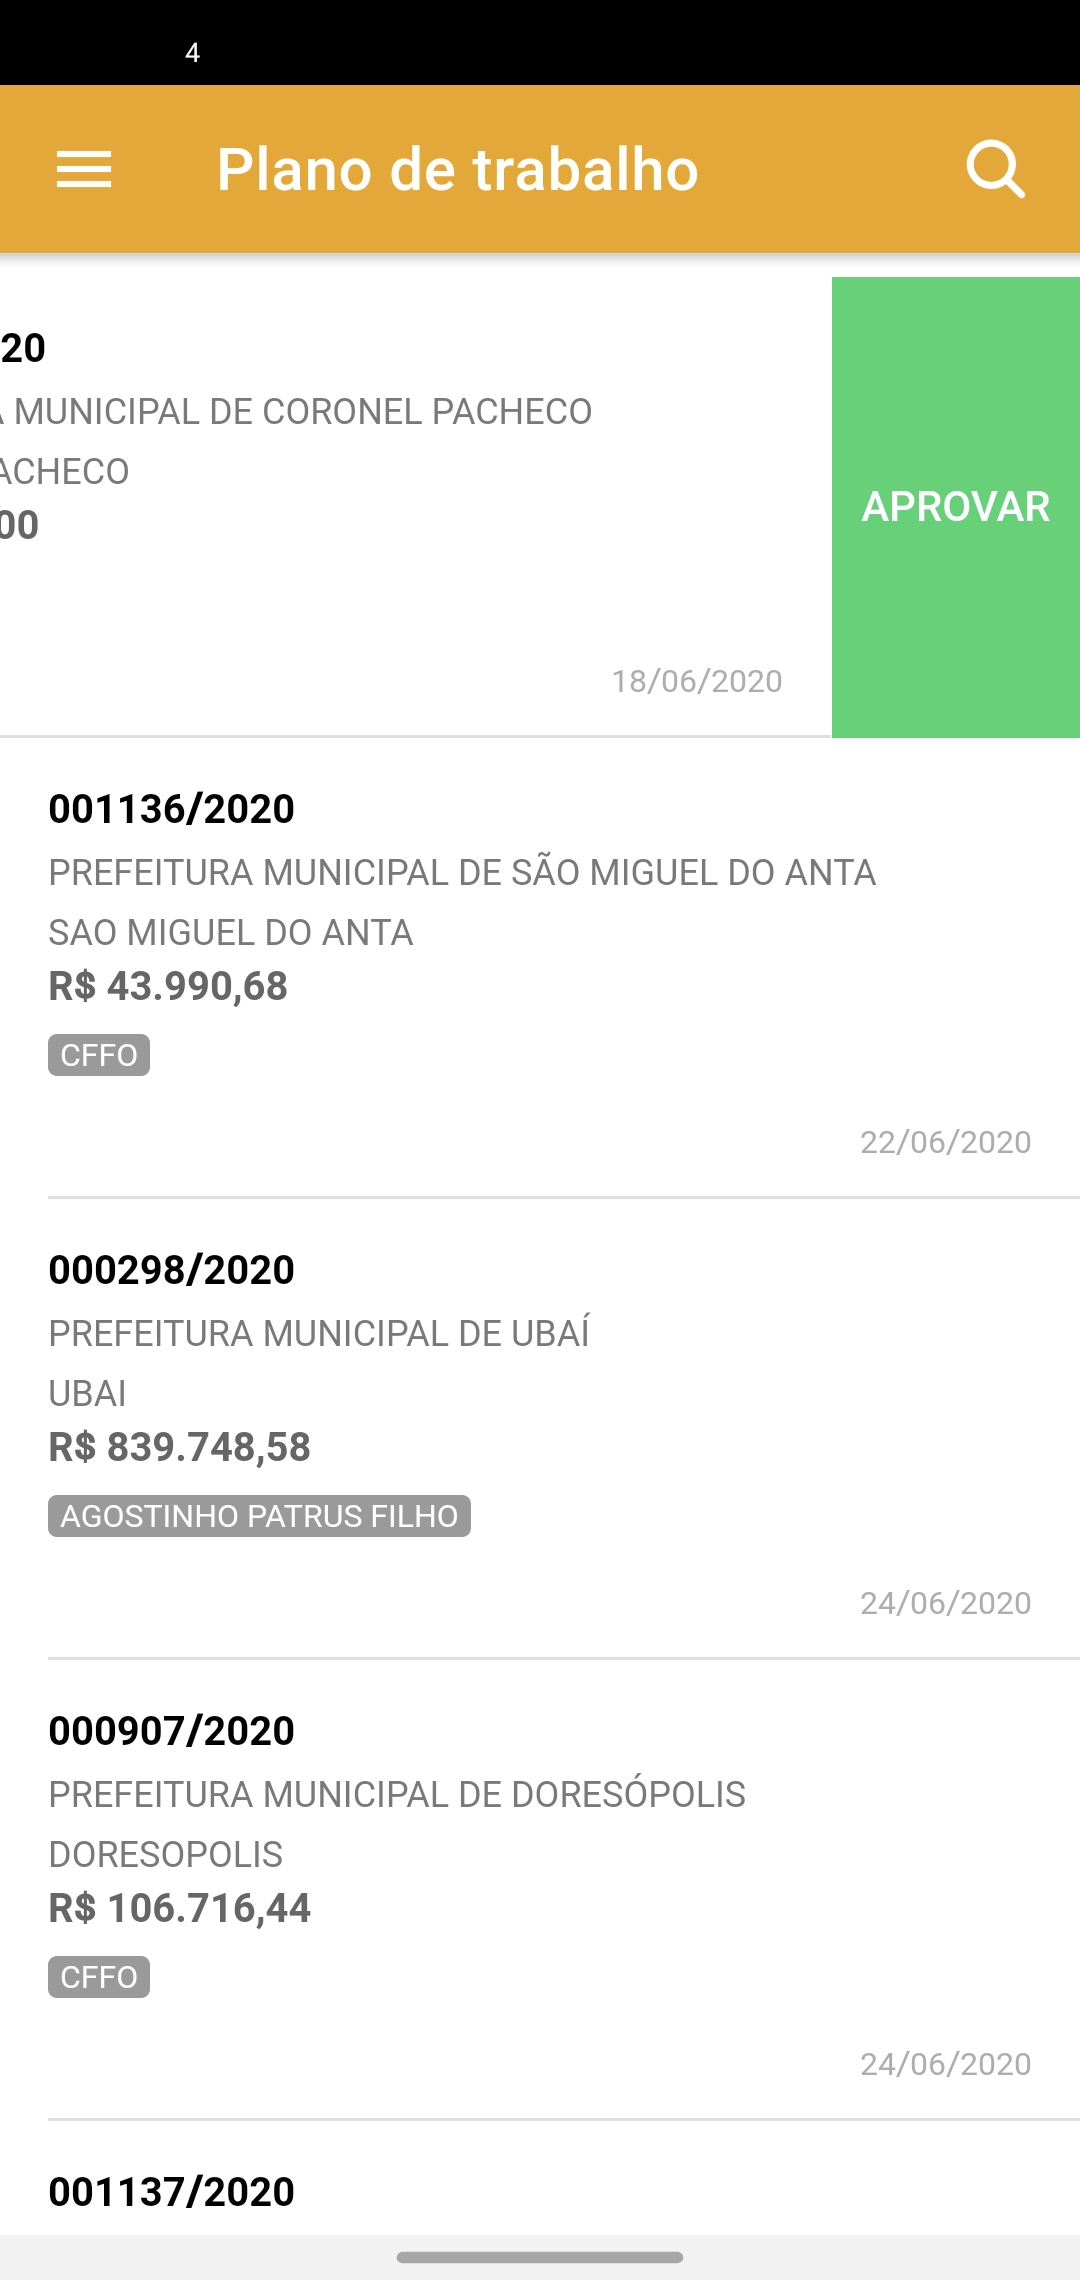 4
Plano de trabalho
20
MUNICIPAL DE CORONEL PACHECO
ACHECO
00
APROVAR
18/06/2020
001136/2020
PREFEITURA MUNICIPAL DE SÃO MIGUEL DO ANTA
SAO MIGUEL DO ANTA
R$ 43.990,68
CFFO
22/06/2020
000298/2020
PREFEITURA MUNICIPAL DE UBAÍ
UBAI
R$ 839.748,58
AGOSTINHO PATRUS FILHO
24/06/2020
000907/2020
PREFEITURA MUNICIPAL DE DORESÓPOLIS
DORESOPOLIS
R$ 106.716,44
CFFO
24/06/2020
001137/2020